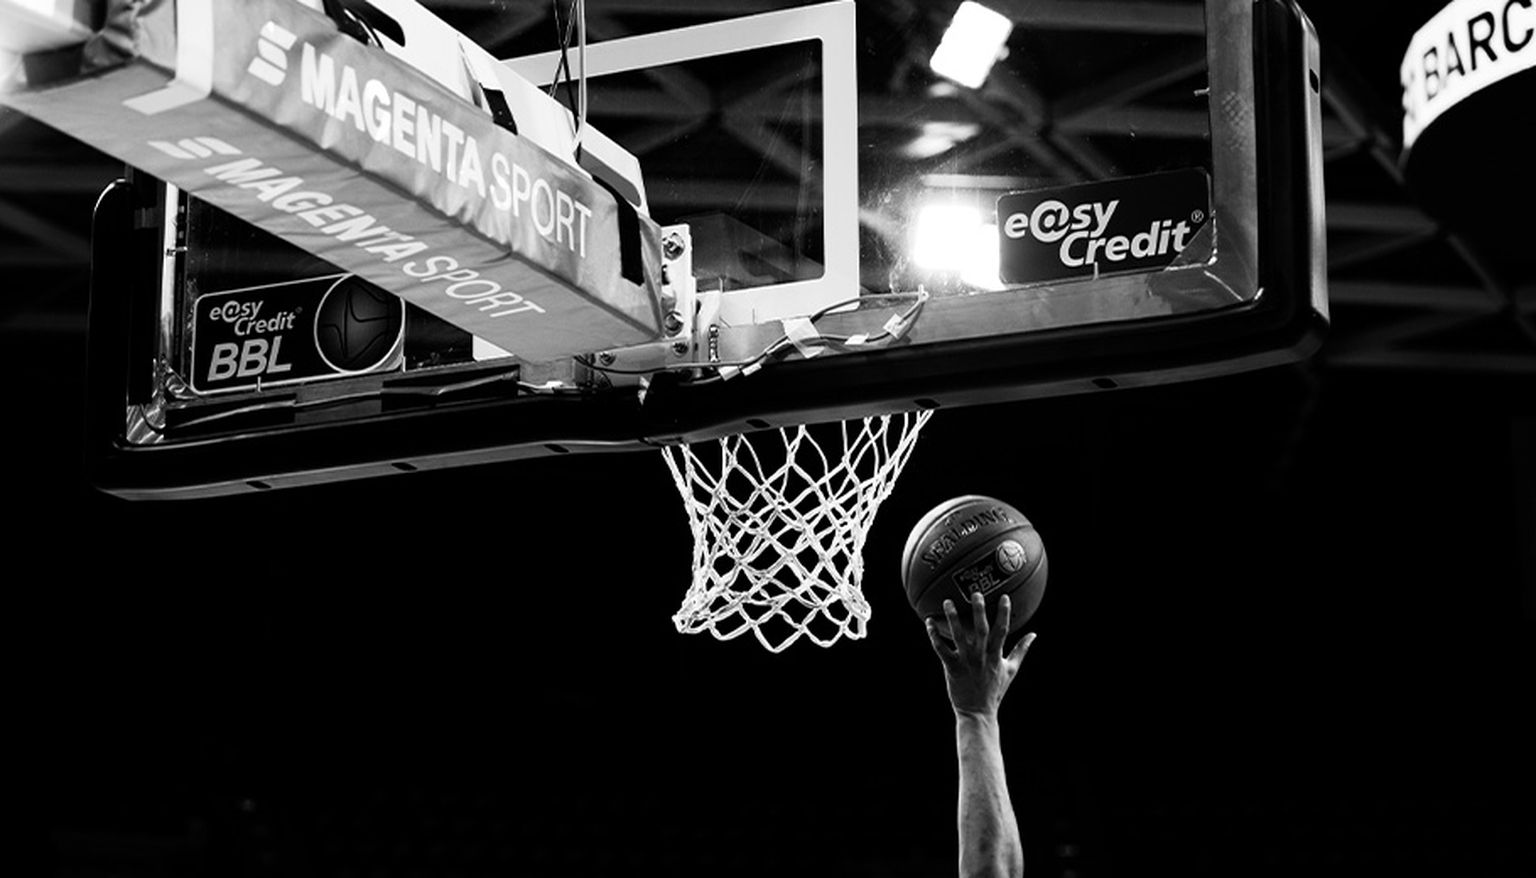 MAGENTA SPORT
MAGENTA SPORT
BARC
e@sy
Credit®
e@sy
Credit®
BBL
SPALDING
BBL